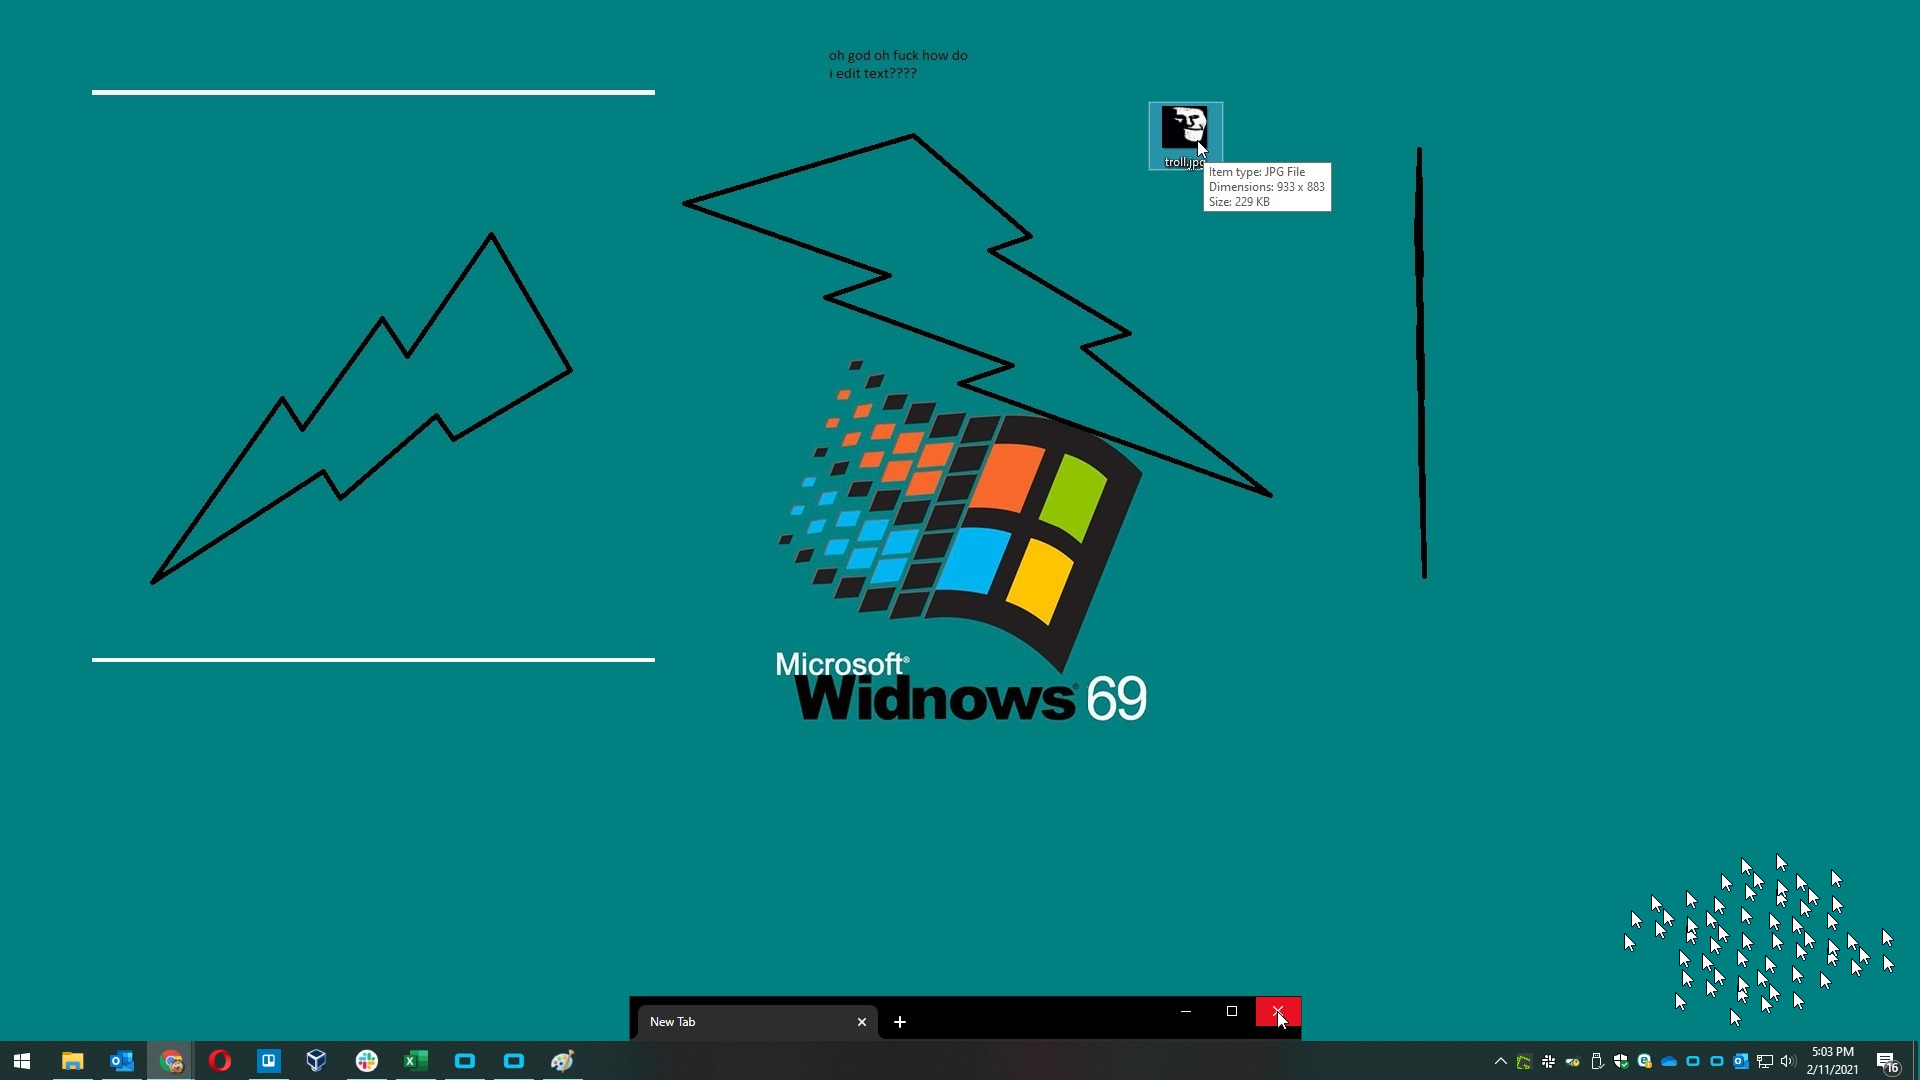 oh god oh fuck how do
i edit text????
troll.jpg
Item type: JPG File
Dimensions: 933 x 883
Size: 229 KB
Microsoft®
Widnows® 69
New Tab
5:03 PM
2/11/2021
16